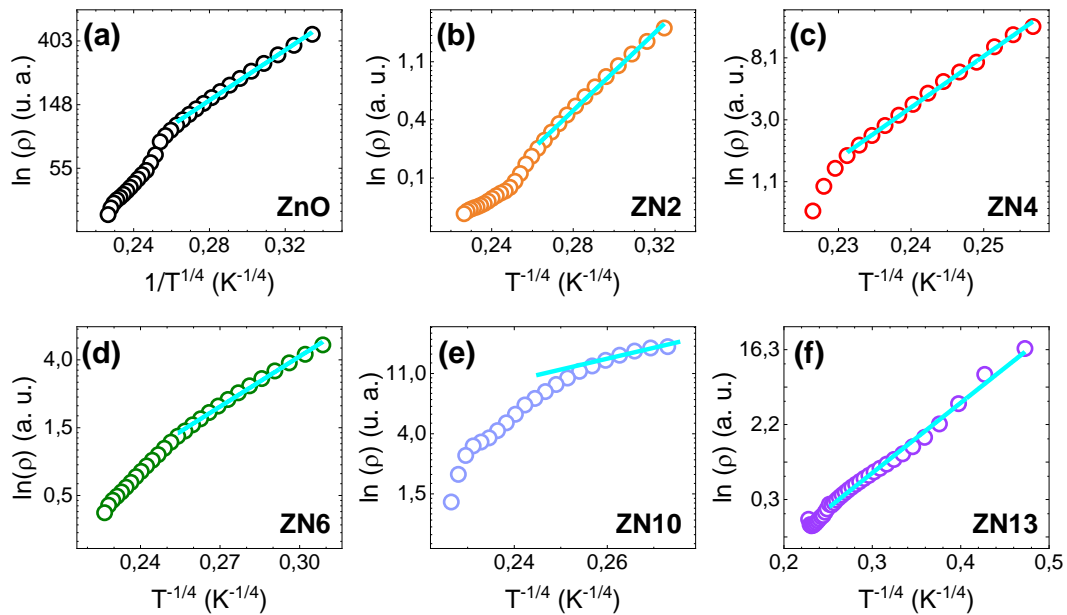 (a)
403
148
55
ln (ρ) (u. a.)
ZnO
0,24
0,28
0,32
1/T^1/4 (K^-1/4)
(b)
1,1
0,4
0,1
ln (ρ) (a. u.)
ZN2
0,24
0,28
0,32
T^-1/4 (K^-1/4)
(c)
8,1
3,0
1,1
ln (ρ) (a. u.)
ZN4
0,23
0,24
0,25
T^-1/4 (K^-1/4)
(d)
4,0
1,5
0,5
ln(ρ) (a. u.)
ZN6
0,24
0,27
0,30
T^-1/4 (K^-1/4)
(e)
11,0
4,0
1,5
ln (ρ) (u. a.)
ZN10
0,24
0,26
T^-1/4 (K^-1/4)
(f)
16,3
2,2
0,3
ln (ρ) (a. u.)
ZN13
0,2
0,3
0,4
0,5
T^-1/4 (K^-1/4)